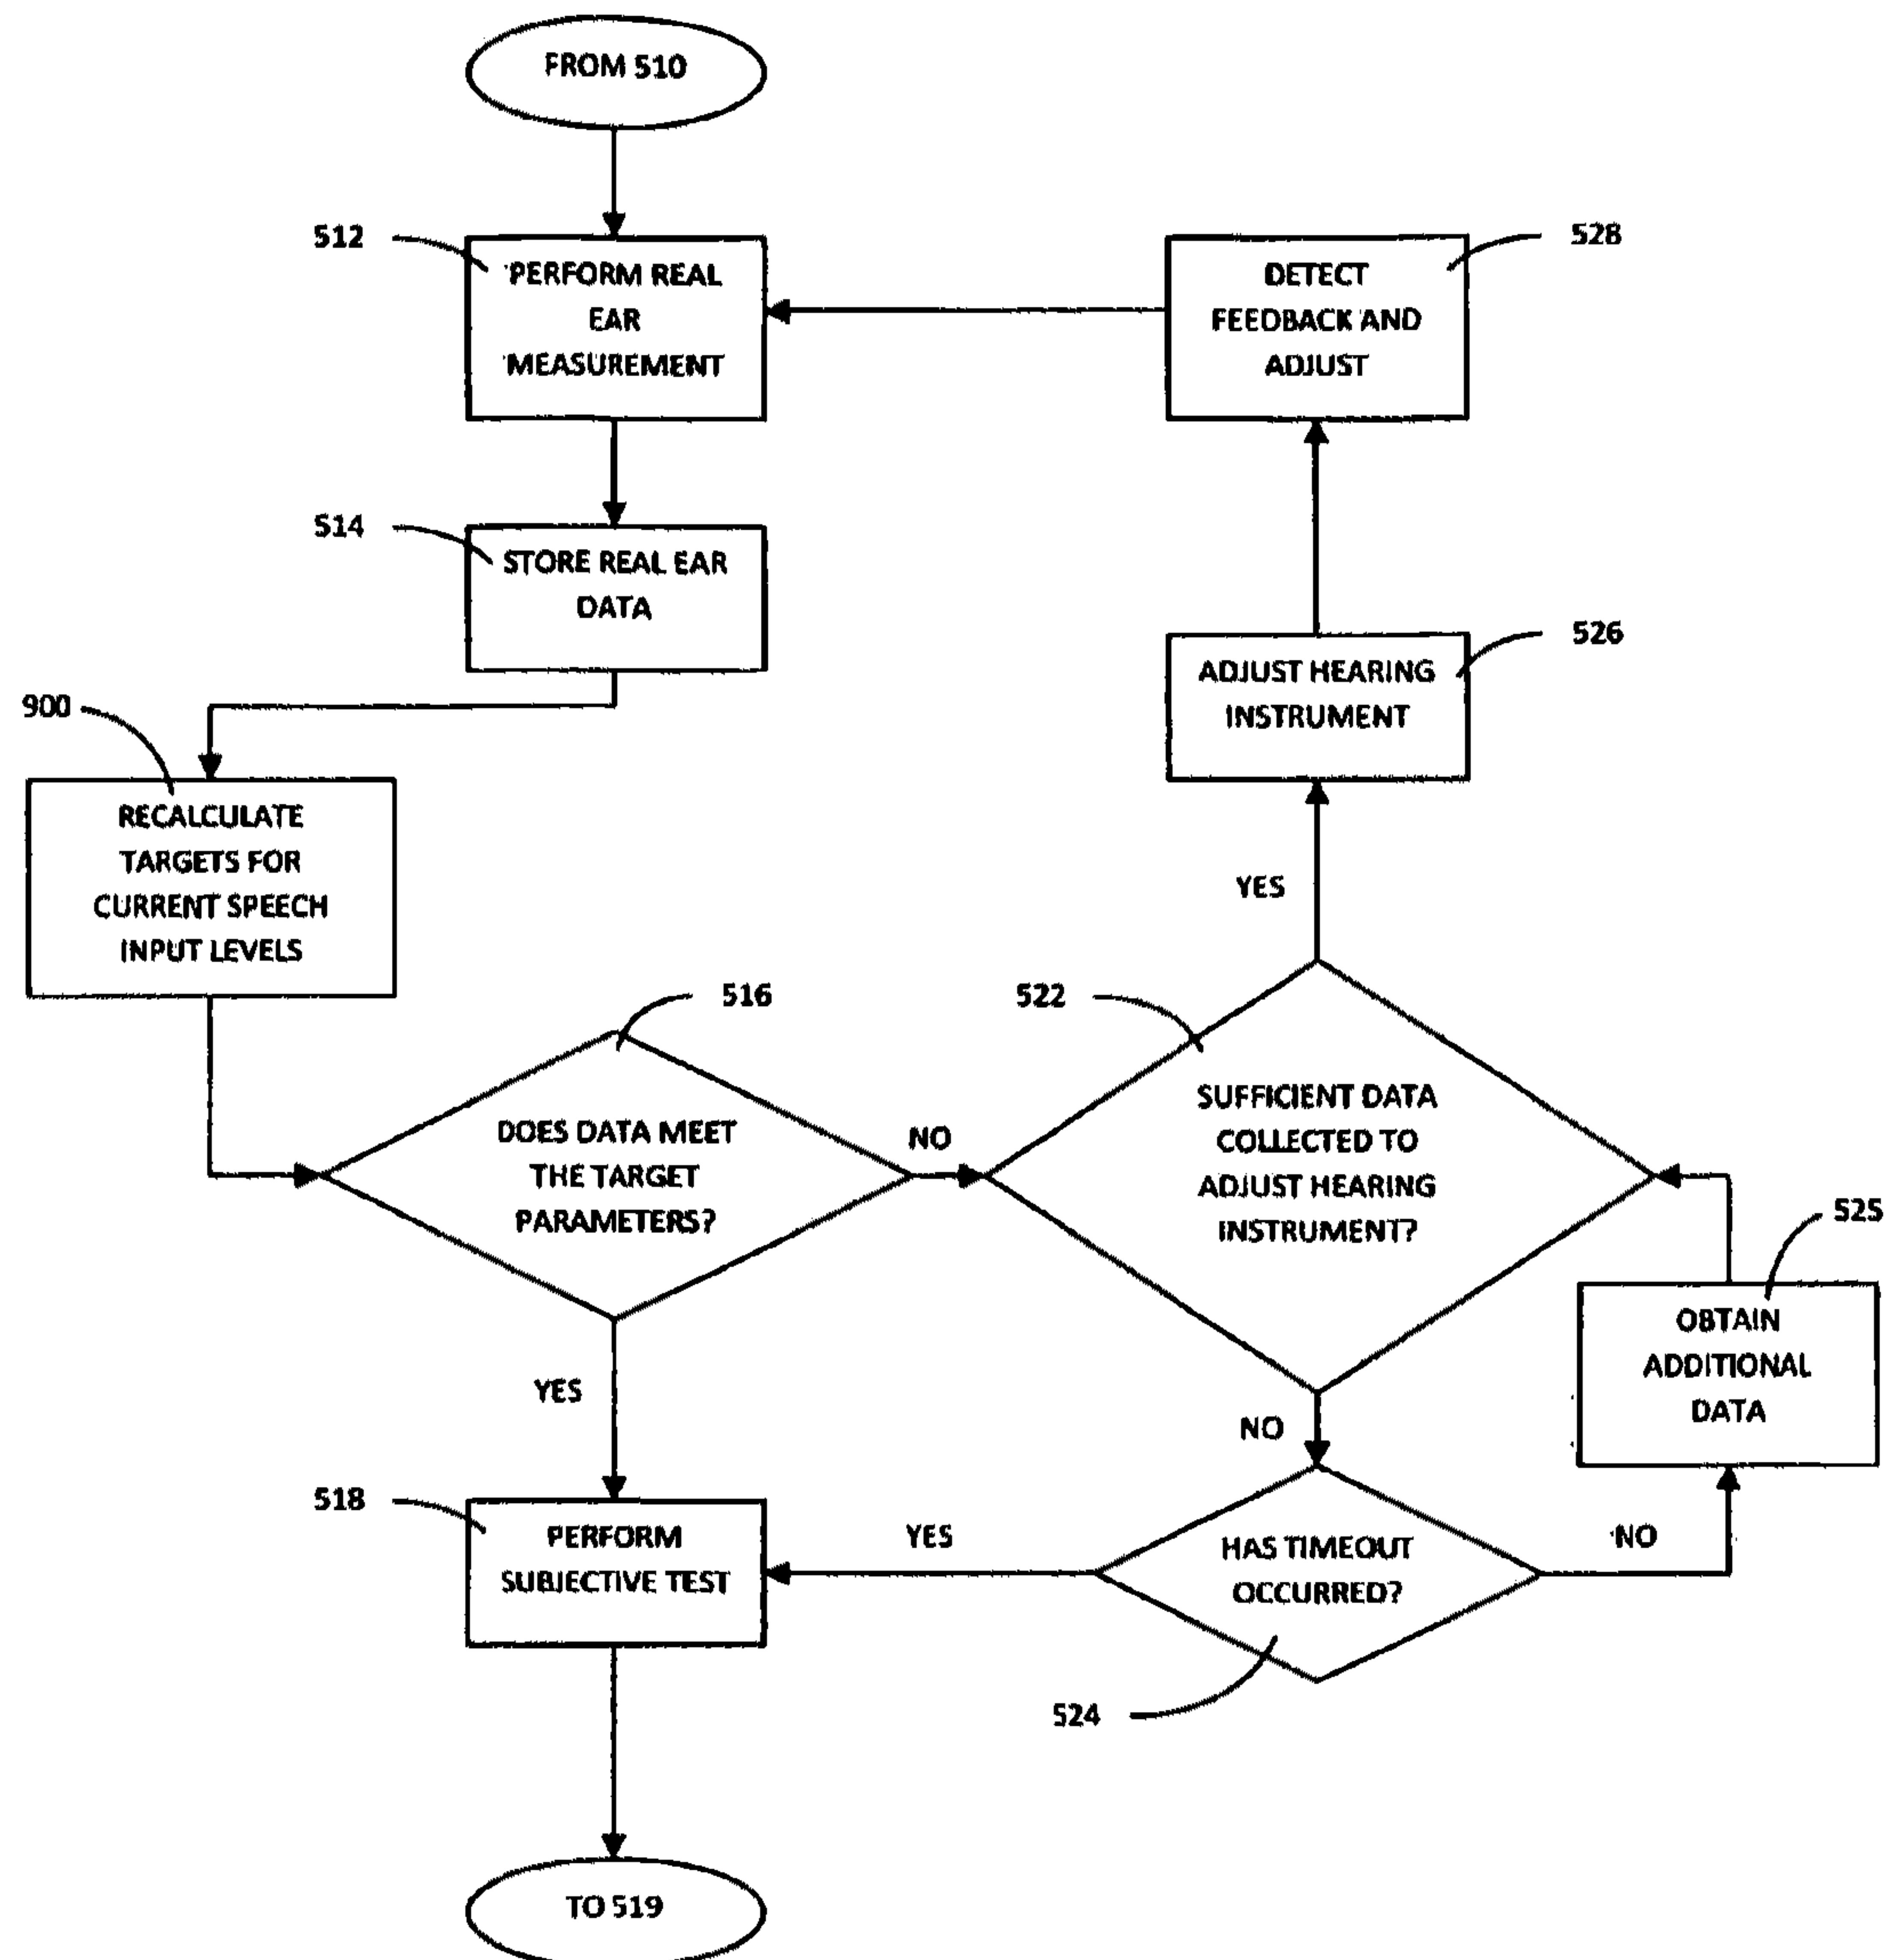 FROM 510
512
PERFORM REAL
EAR
MEASUREMENT
528
DETECT
FEEDBACK AND
ADJUST
514
STORE REAL EAR
DATA
526
ADJUST HEARING
INSTRUMENT
900
RECALCULATE
TARGETS FOR
CURRENT SPEECH
INPUT LEVELS
YES
516
522
DOES DATA MEET
THE TARGET
PARAMETERS?
NO
SUFFICIENT DATA
COLLECTED TO
ADJUST HEARING
INSTRUMENT?
525
OBTAIN
ADDITIONAL
DATA
YES
NO
518
PERFORM
SUBJECTIVE TEST
YES
HAS TIMEOUT
OCCURRED?
NO
524
TO 519